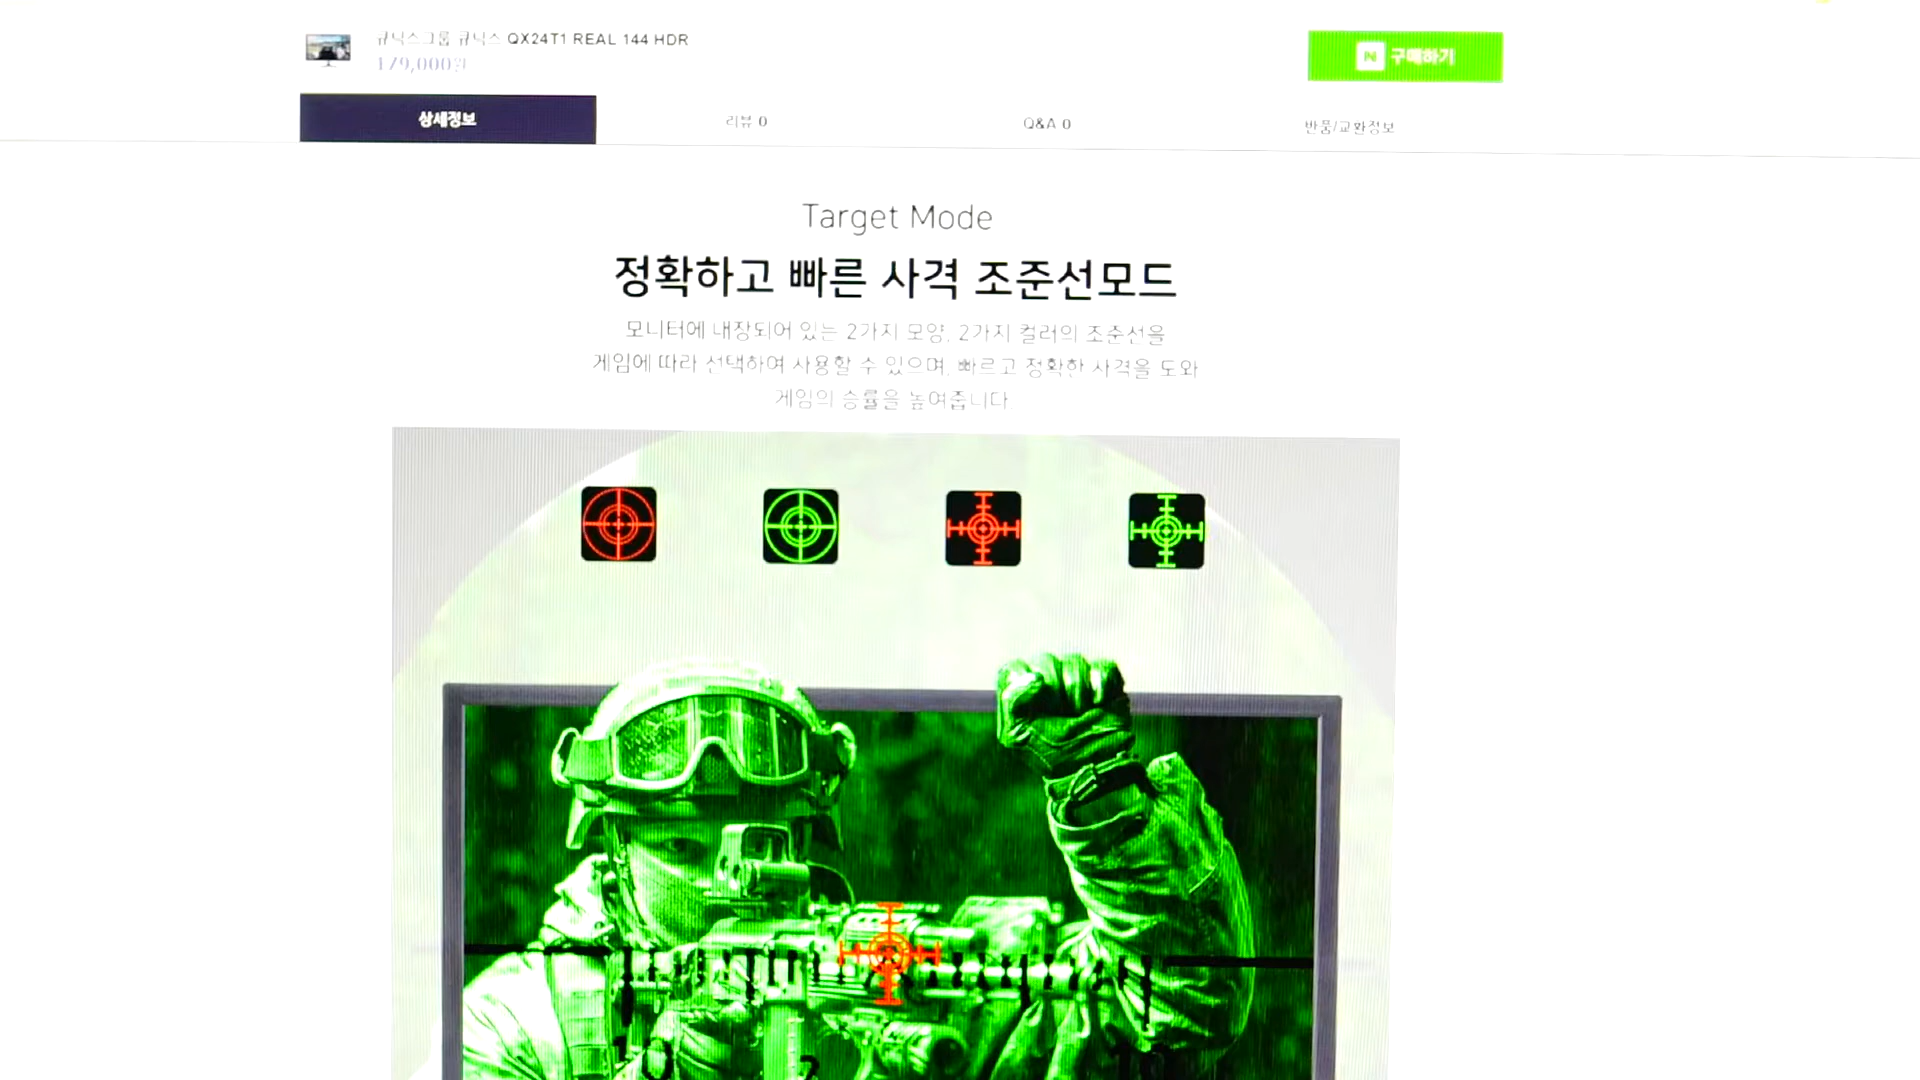 큐닉스그룹 큐닉스 QX24T1 REAL 144 HDR
179,000원
N 구매하기
상세정보
리뷰 0
Q&A 0
반품/교환정보
Target Mode
정확하고 빠른 사격 조준선모드
모니터에 내장되어 있는 2가지 모양, 2가지 컬러의 조준선을
게임에 따라 선택하여 사용할 수 있으며, 빠르고 정확한 사격을 도와
게임의 승률을 높여줍니다.
10
2